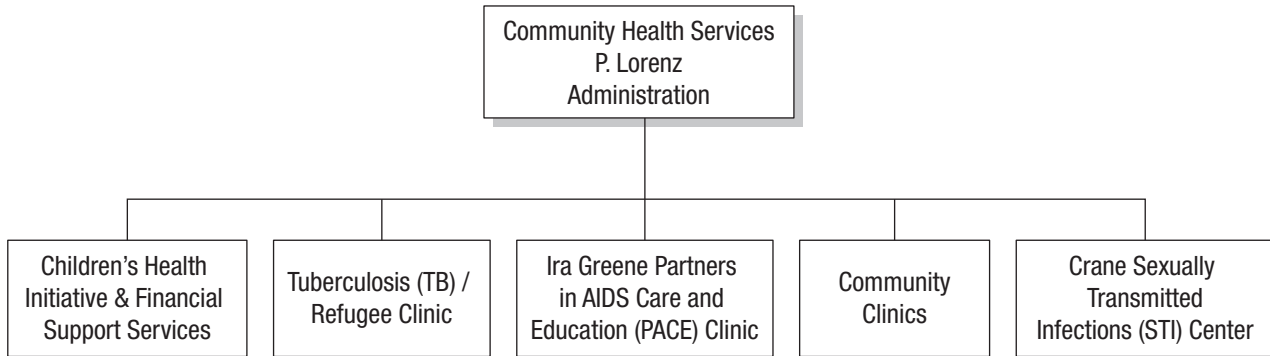 Community Health Services
P. Lorenz
Administration
Children’s Health
Initiative & Financial
Support Services
Tuberculosis (TB) /
Refugee Clinic
Ira Greene Partners
in AIDS Care and
Education (PACE) Clinic
Community
Clinics
Crane Sexually
Transmitted
Infections (STI) Center